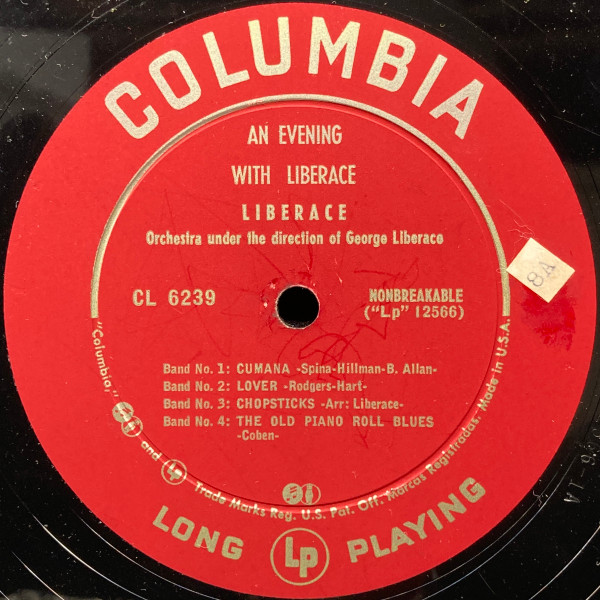 COLUMBIA
AN EVENING
WITH LIBERACE
LIBERACE
Orchestra under the direction of George Liberace
CL 6239
NONBREAKABLE
("Lp" 12566)
8A
Band No. 1: CUMANA -Spina-Hillman-B. Allan-
Band No. 2: LOVER -Rodgers-Hart-
Band No. 3: CHOPSTICKS -Arr: Liberace-
Band No. 4: THE OLD PIANO ROLL BLUES
-Coben-
"Columbia," and Lp Trade Marks Reg. U.S. Pat. Off. Marcas Registradas. Made in U.S.A.
LONG Lp PLAYING